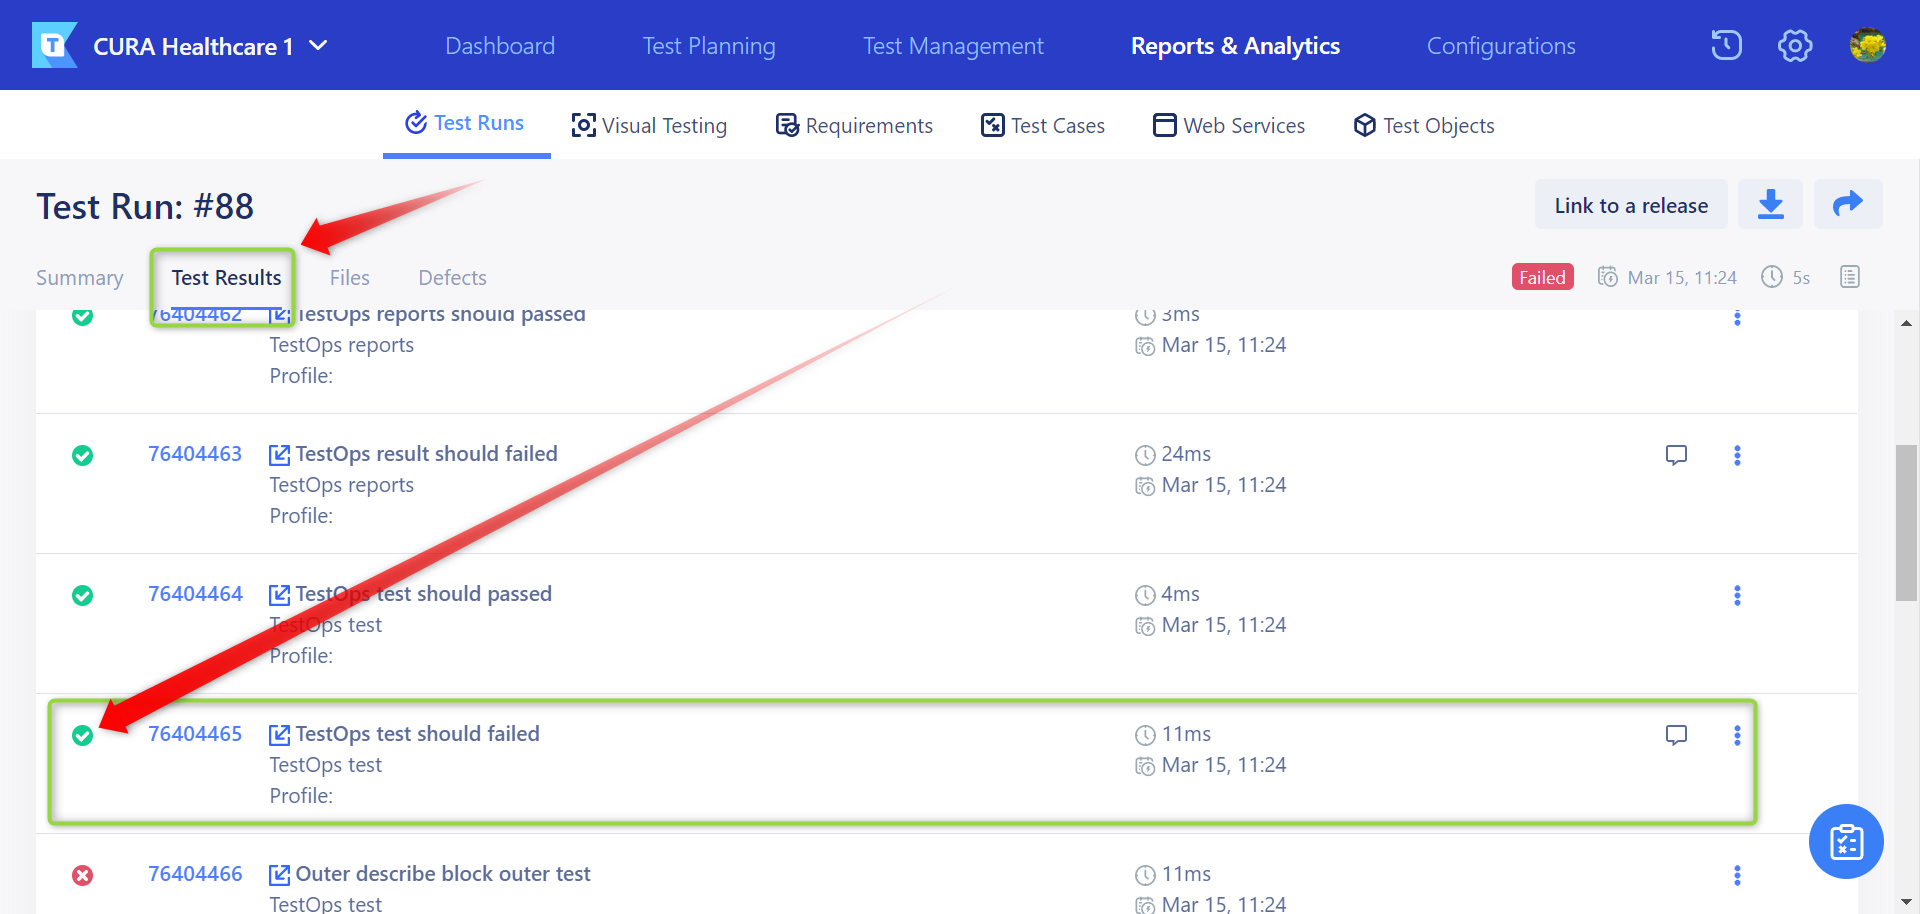 T CURA Healthcare 1 Dashboard Test Planning Test Management Reports & Analytics Configurations
Test Runs Visual Testing Requirements Test Cases Web Services Test Objects
Test Run: #88 Link to a release
Summary Test Results Files Defects Failed Mar 15, 11:24 5s
76404462 TestOps reports should passed 3ms
TestOps reports Mar 15, 11:24
Profile:
76404463 TestOps result should failed 24ms
TestOps reports Mar 15, 11:24
Profile:
76404464 TestOps test should passed 4ms
TestOps test Mar 15, 11:24
Profile:
76404465 TestOps test should failed 11ms
TestOps test Mar 15, 11:24
Profile:
76404466 Outer describe block outer test 11ms
TestOps test Mar 15, 11:24